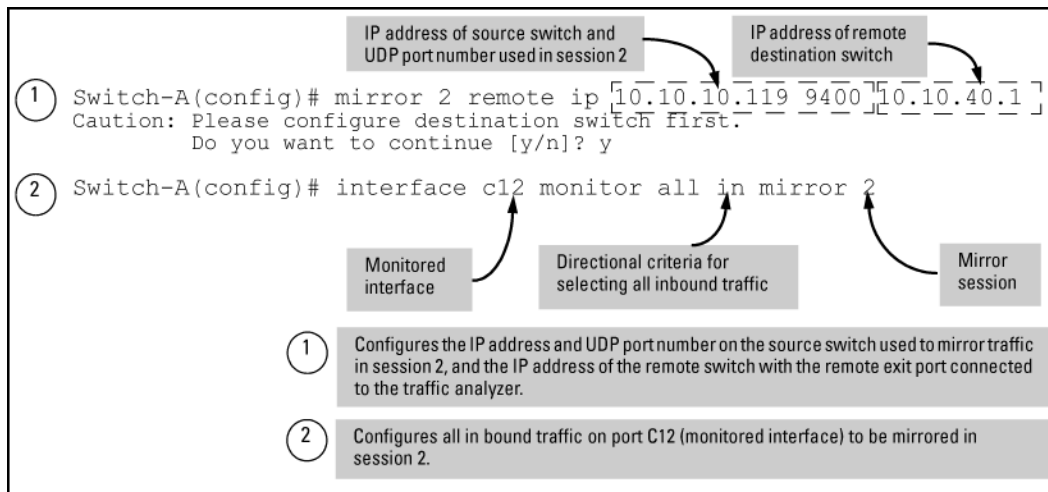 IP address of source switch and
UDP port number used in session 2
IP address of remote
destination switch
1
Switch-A(config)# mirror 2 remote ip 10.10.10.119 9400 10.10.40.1
Caution: Please configure destination switch first.
Do you want to continue [y/n]? y
2
Switch-A(config)# interface c12 monitor all in mirror 2
Monitored
interface
Directional criteria for
selecting all inbound traffic
Mirror
session
1
Configures the IP address and UDP port number on the source switch used to mirror traffic
in session 2, and the IP address of the remote switch with the remote exit port connected
to the traffic analyzer.
2
Configures all in bound traffic on port C12 (monitored interface) to be mirrored in
session 2.